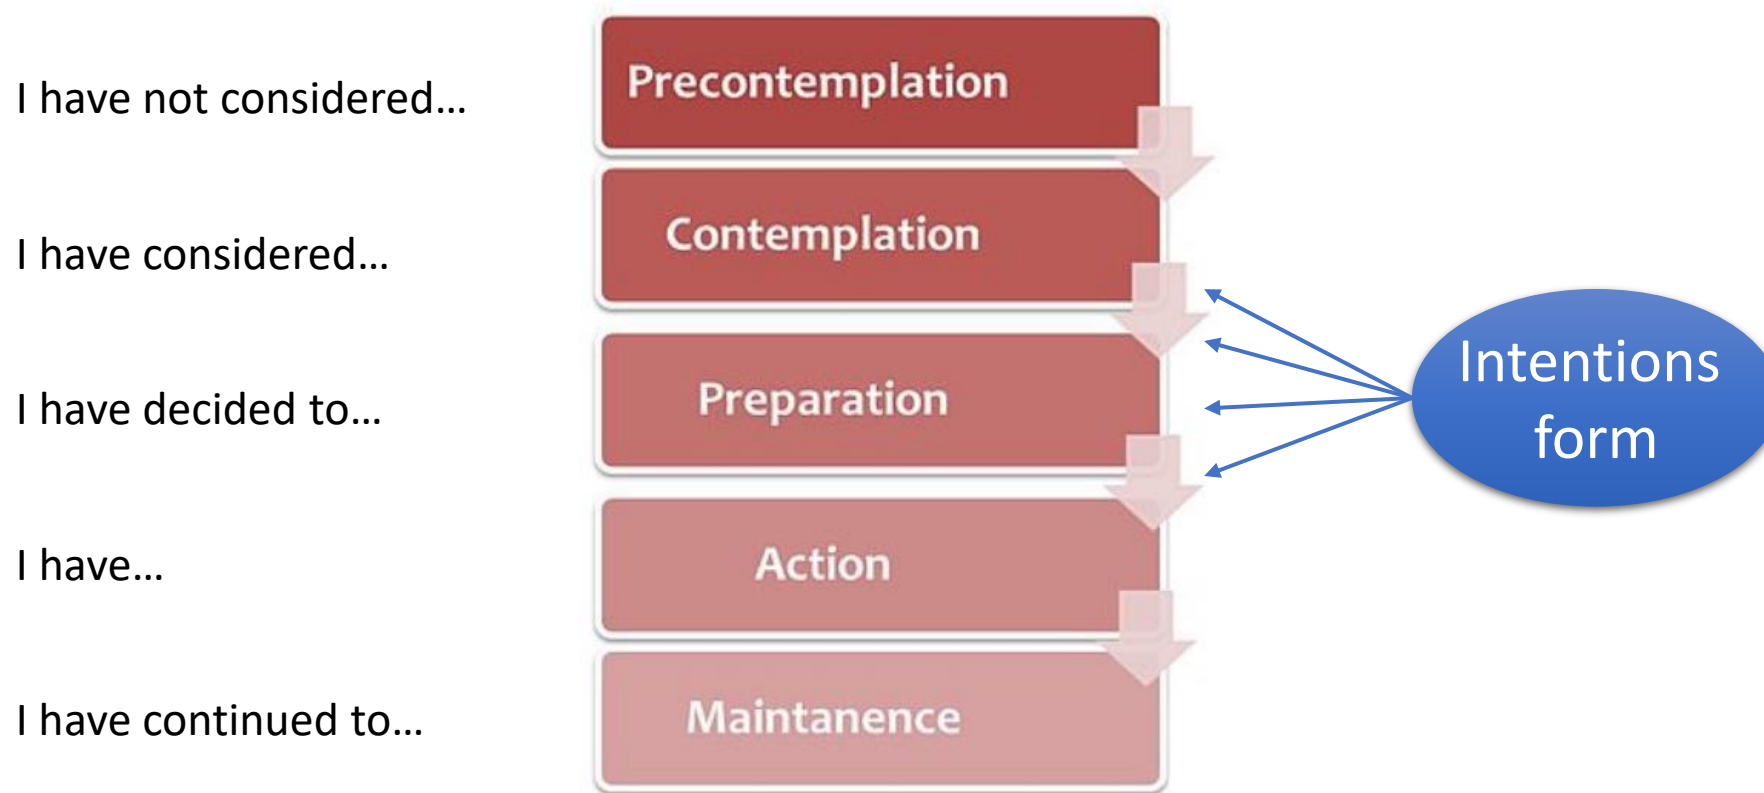 I have not considered…
Precontemplation
I have considered…
Contemplation
I have decided to…
Preparation
I have…
Action
I have continued to…
Maintanence
Intentions
form